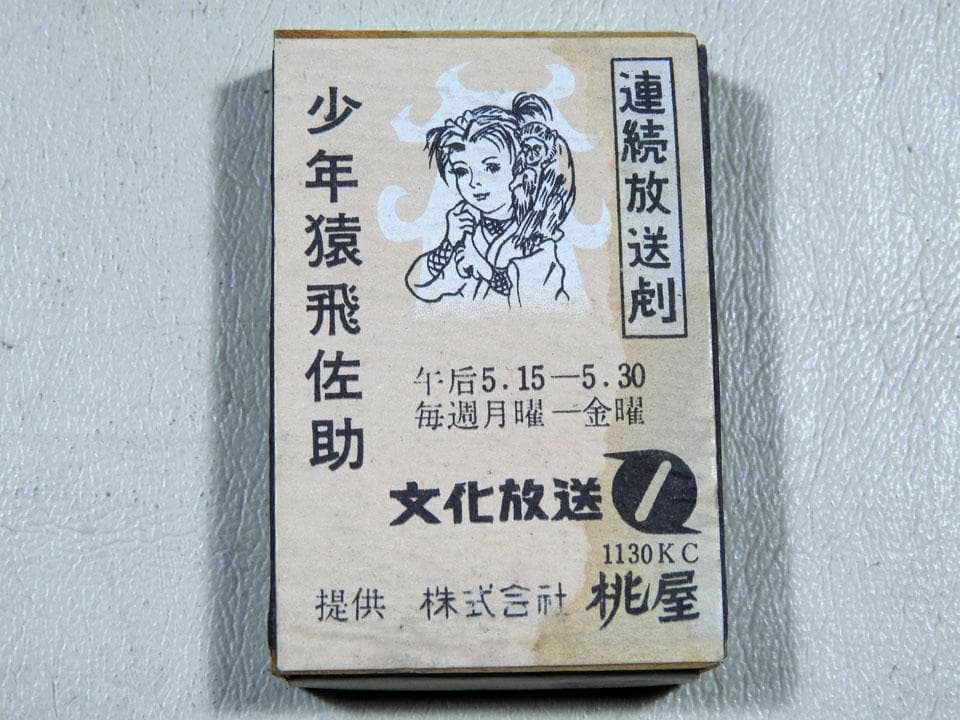 連続放送劇
少年猿飛佐助
午后5.15—5.30
毎週月曜—金曜
文化放送
1130KC
提供 株式会社 桃屋